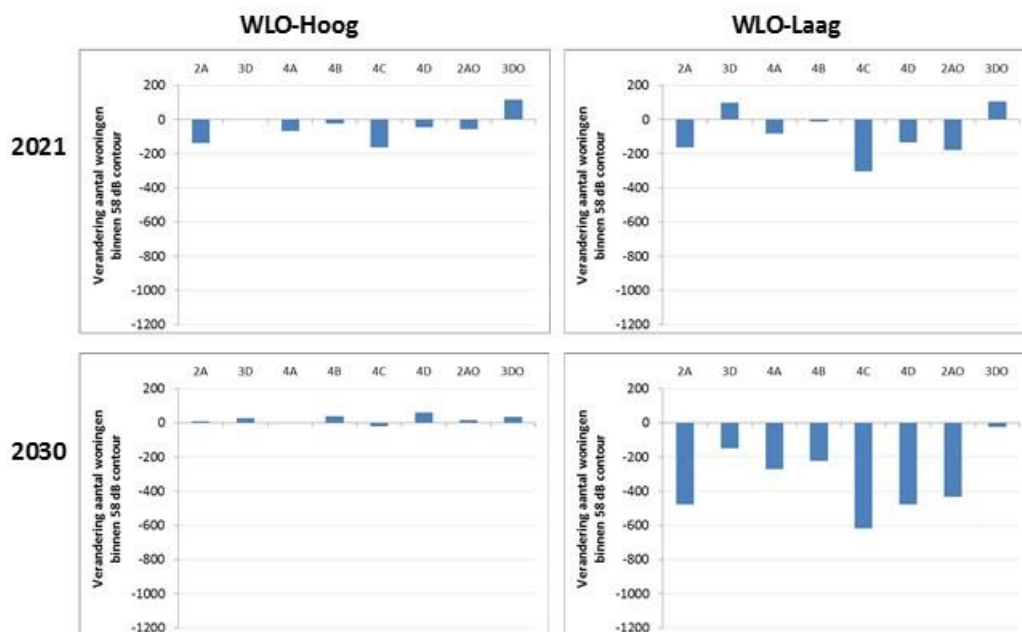 WLO-Hoog
WLO-Laag
2021
Verandering aantal woningen
binnen 58 dB contour
2A 3D 4A 4B 4C 4D 2AO 3DO
200
0
-200
-400
-600
-800
-1000
-1200
Verandering aantal woningen
binnen 58 dB contour
2A 3D 4A 4B 4C 4D 2AO 3DO
200
0
-200
-400
-600
-800
-1000
-1200
2030
Verandering aantal woningen
binnen 58 dB contour
2A 3D 4A 4B 4C 4D 2AO 3DO
200
0
-200
-400
-600
-800
-1000
-1200
Verandering aantal woningen
binnen 58 dB contour
2A 3D 4A 4B 4C 4D 2AO 3DO
200
0
-200
-400
-600
-800
-1000
-1200